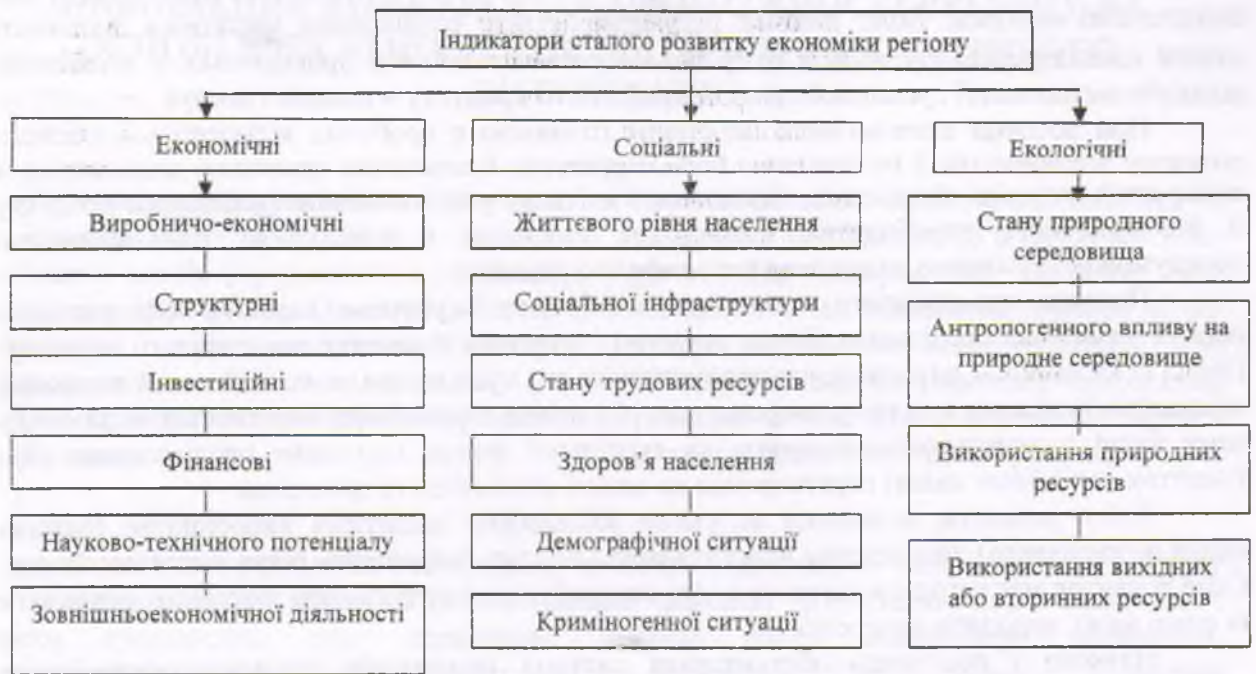 Індикатори сталого розвитку економіки регіону
Економічні
Виробничо-економічні
Структурні
Інвестиційні
Фінансові
Науково-технічного потенціалу
Зовнішньоекономічної діяльності
Соціальні
Життєвого рівня населення
Соціальної інфраструктури
Стану трудових ресурсів
Здоров’я населення
Демографічної ситуації
Криміногенної ситуації
Екологічні
Стану природного
середовища
Антропогенного впливу на
природне середовище
Використання природних
ресурсів
Використання вихідних
або вторинних ресурсів